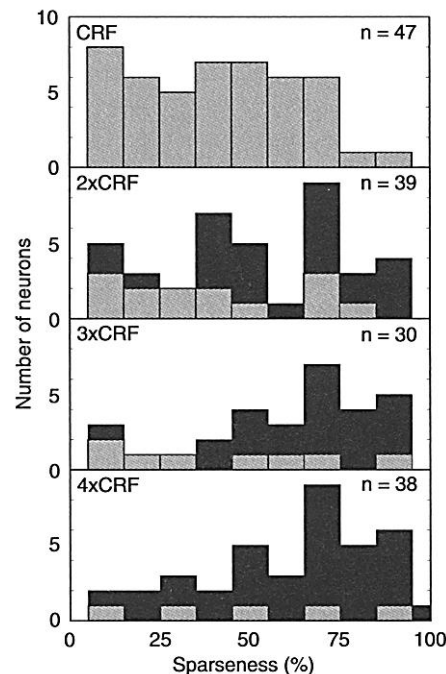 CRF n = 47
10
5
0
2xCRF n = 39
5
0
3xCRF n = 30
5
0
4xCRF n = 38
5
0
Number of neurons
0 25 50 75 100
Sparseness (%)